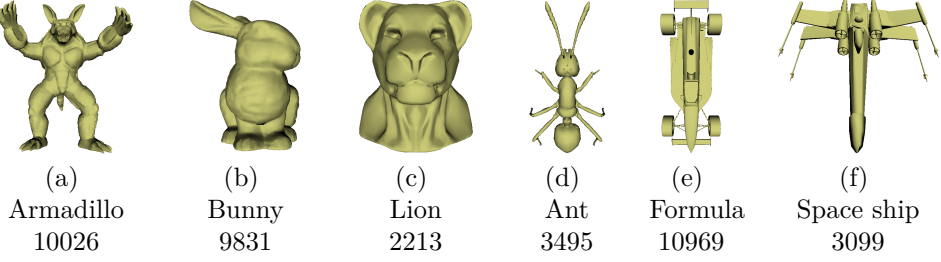 (a) (b) (c) (d) (e) (f)
Armadillo Bunny Lion Ant Formula Space ship
10026 9831 2213 3495 10969 3099